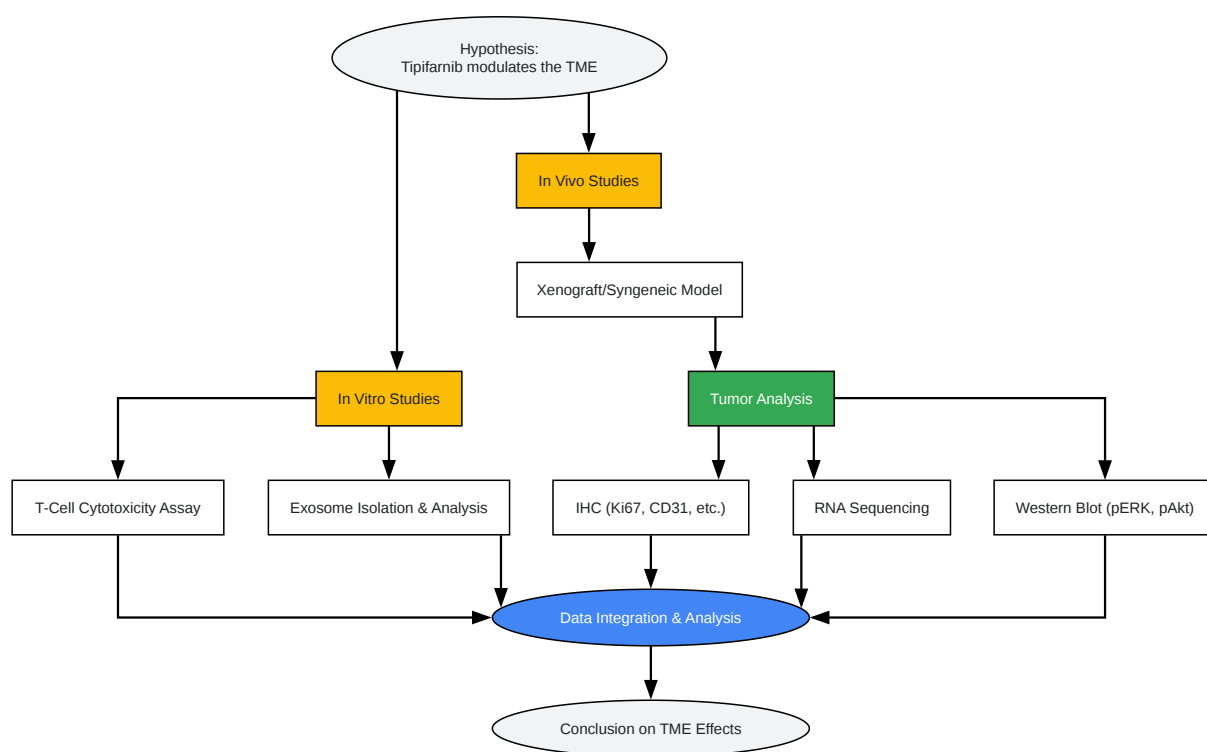 Hypothesis:
Tipifarnib modulates the TME
In Vivo Studies
Xenograft/Syngeneic Model
In Vitro Studies
Tumor Analysis
T-Cell Cytotoxicity Assay
Exosome Isolation & Analysis
IHC (Ki67, CD31, etc.)
RNA Sequencing
Western Blot (pERK, pAkt)
Data Integration & Analysis
Conclusion on TME Effects